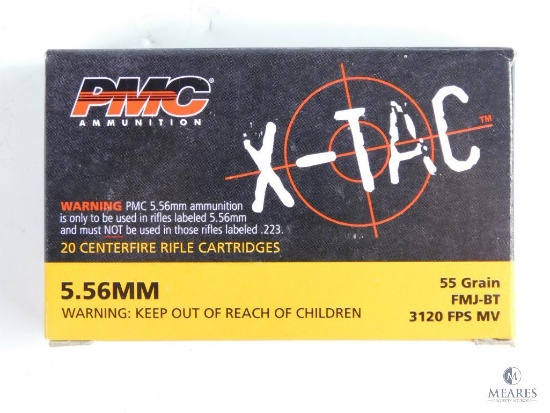 PMC
AMMUNITION
X-TAC™
WARNING PMC 5.56mm ammunition
is only to be used in rifles labeled 5.56mm
and must NOT be used in those rifles labeled .223.
20 CENTERFIRE RIFLE CARTRIDGES
5.56MM
WARNING: KEEP OUT OF REACH OF CHILDREN
55 Grain
FMJ-BT
3120 FPS MV
MEARES